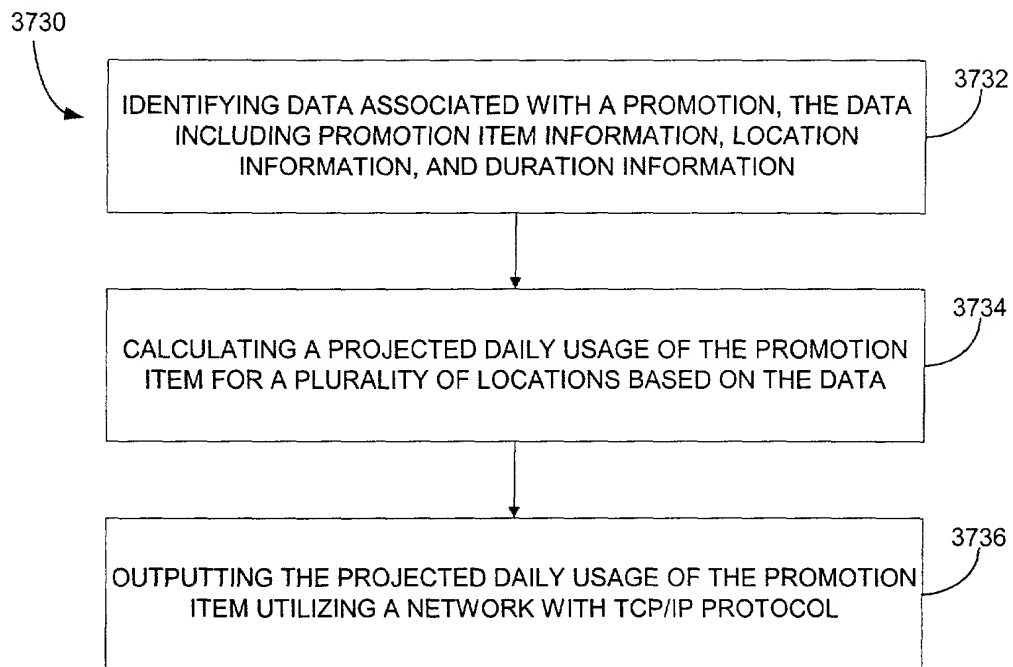 3730
IDENTIFYING DATA ASSOCIATED WITH A PROMOTION, THE DATA
INCLUDING PROMOTION ITEM INFORMATION, LOCATION
INFORMATION, AND DURATION INFORMATION
3732
CALCULATING A PROJECTED DAILY USAGE OF THE PROMOTION
ITEM FOR A PLURALITY OF LOCATIONS BASED ON THE DATA
3734
OUTPUTTING THE PROJECTED DAILY USAGE OF THE PROMOTION
ITEM UTILIZING A NETWORK WITH TCP/IP PROTOCOL
3736